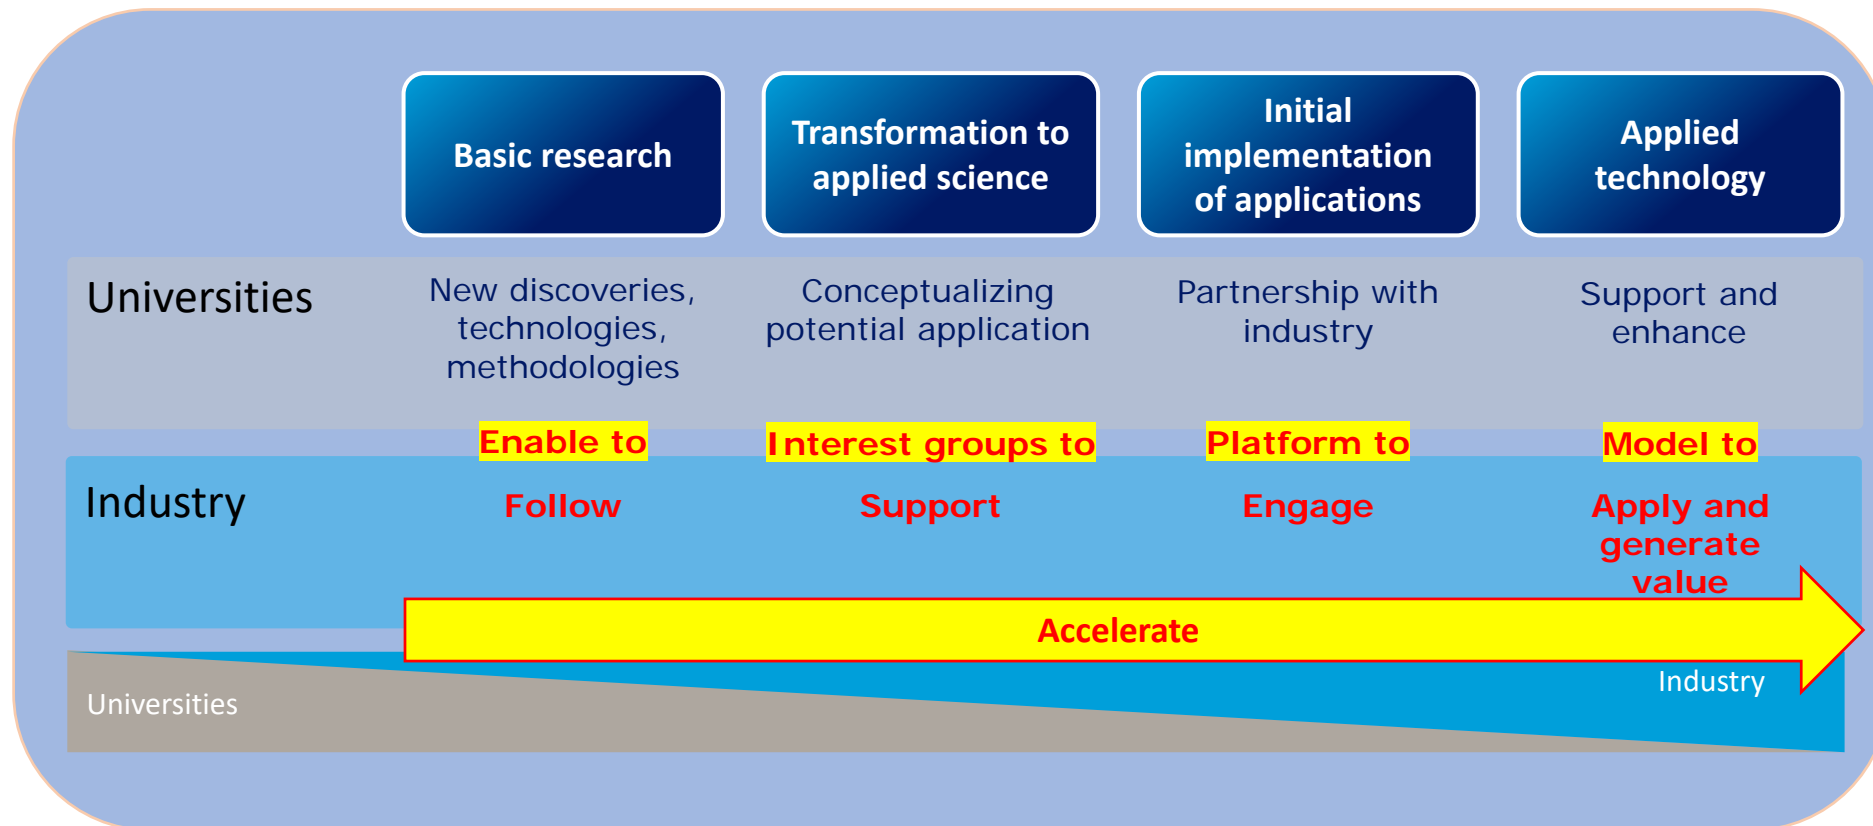 Basic research
Transformation to
applied science
Initial
implementation
of applications
Applied
technology
Universities
New discoveries,
technologies,
methodologies
Conceptualizing
potential application
Partnership with
industry
Support and
enhance
Enable to
Interest groups to
Platform to
Model to
Industry
Follow
Support
Engage
Apply and
generate
value
Accelerate
Universities
Industry